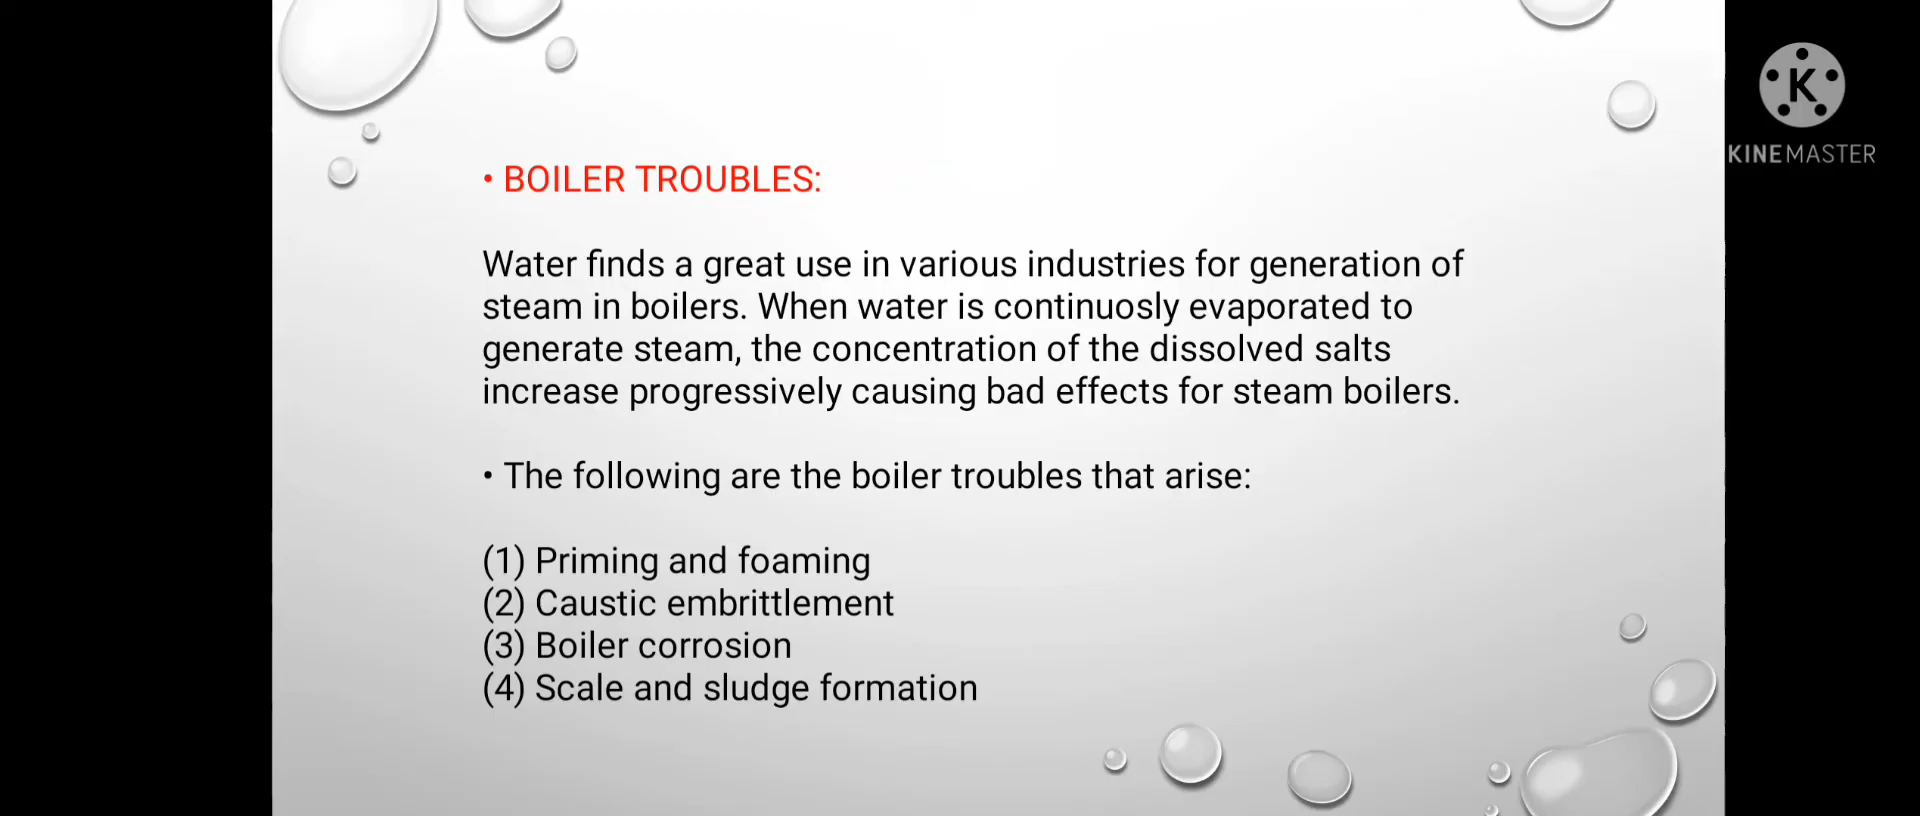 • BOILER TROUBLES:
Water finds a great use in various industries for generation of
steam in boilers. When water is continuosly evaporated to
generate steam, the concentration of the dissolved salts
increase progressively causing bad effects for steam boilers.
• The following are the boiler troubles that arise:
(1) Priming and foaming
(2) Caustic embrittlement
(3) Boiler corrosion
(4) Scale and sludge formation
K
KINEMASTER